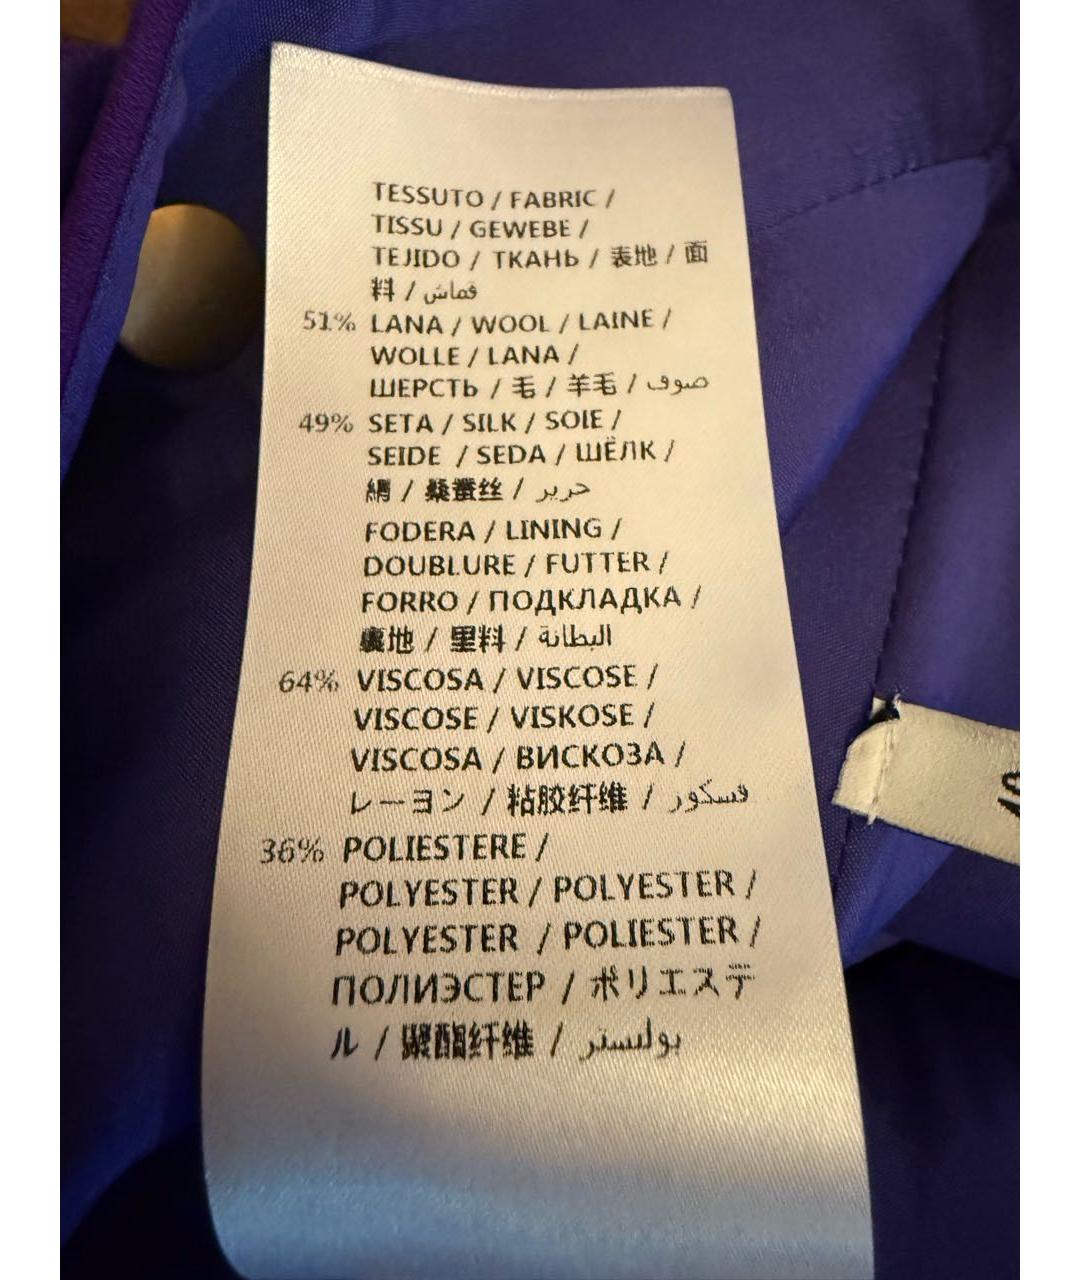 TESSUTO / FABRIC /
TISSU / GEWEBE /
TEJIDO / ТКАНЬ / 表地 / 面
料 / قماش
51% LANA / WOOL / LAINE /
WOLLE / LANA /
ШЕРСТЬ / 毛 / 羊毛 / صوف
49% SETA / SILK / SOIE /
SEIDE / SEDA / ШЁЛК /
絹 / 桑蚕丝 / حرير
FODERA / LINING /
DOUBLURE / FUTTER /
FORRO / ПОДКЛАДКА /
裏地 / 里料 / البطانة
64% VISCOSA / VISCOSE /
VISCOSE / VISKOSE /
VISCOSA / ВИСКОЗА /
レーヨン / 粘胶纤维 / فسكور
36% POLIESTERE /
POLYESTER / POLYESTER /
POLYESTER / POLIESTER /
ПОЛИЭСТЕР / ポリエステ
ル / 聚酯纤维 / بوليستر